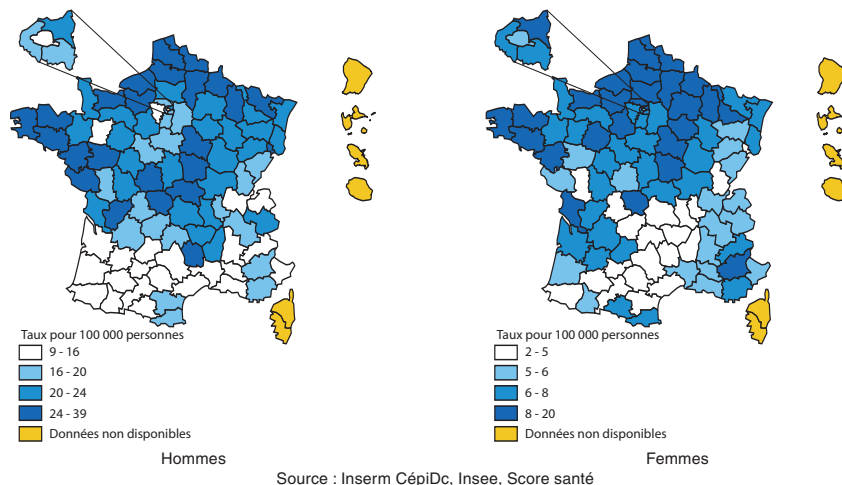 Taux pour 100 000 personnes
9 - 16
16 - 20
20 - 24
24 - 39
Données non disponibles
Hommes
Taux pour 100 000 personnes
2 - 5
5 - 6
6 - 8
8 - 20
Données non disponibles
Femmes
Source : Inserm CépiDc, Insee, Score santé